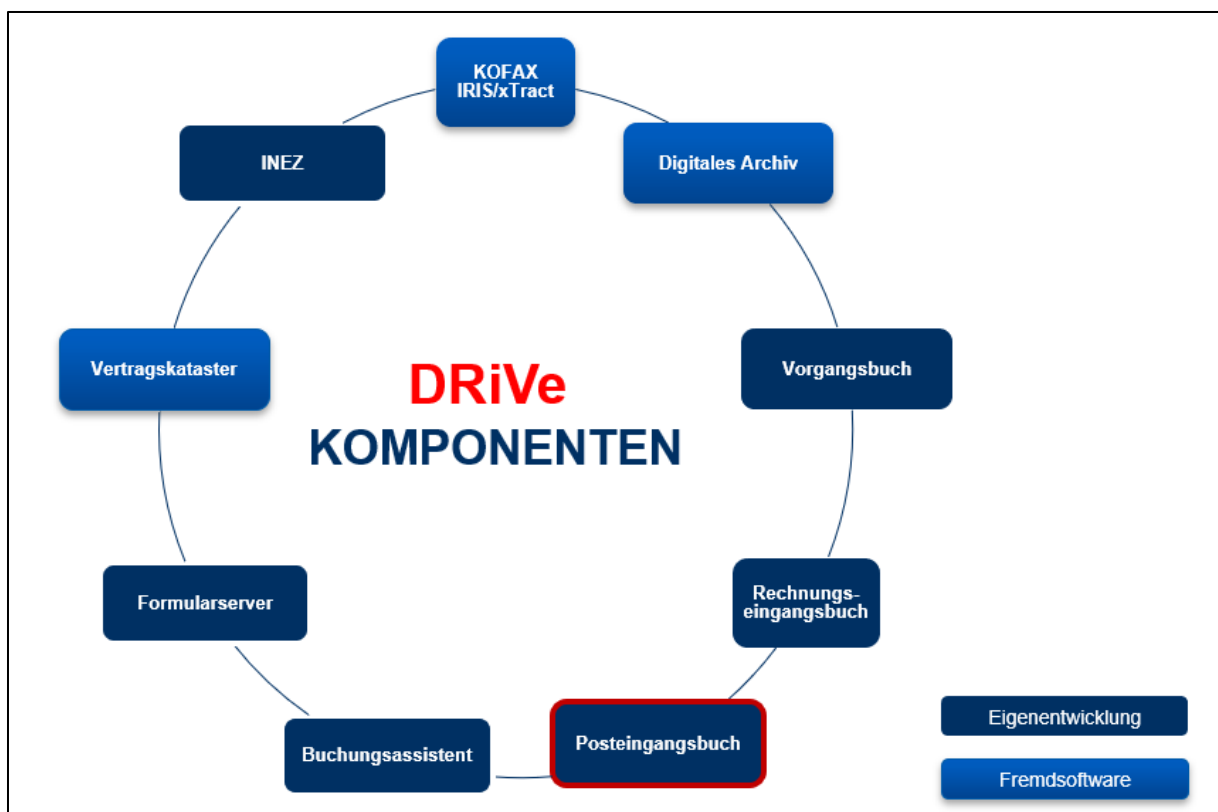 KOFAX
IRIS/xTract
INEZ
Digitales Archiv
Vertragskataster
Vorgangsbuch
DRiVe
KOMPONENTEN
Formularserver
Rechnungs-
eingangsbuch
Buchungsassistent
Posteingangsbuch
Eigenentwicklung
Fremdsoftware